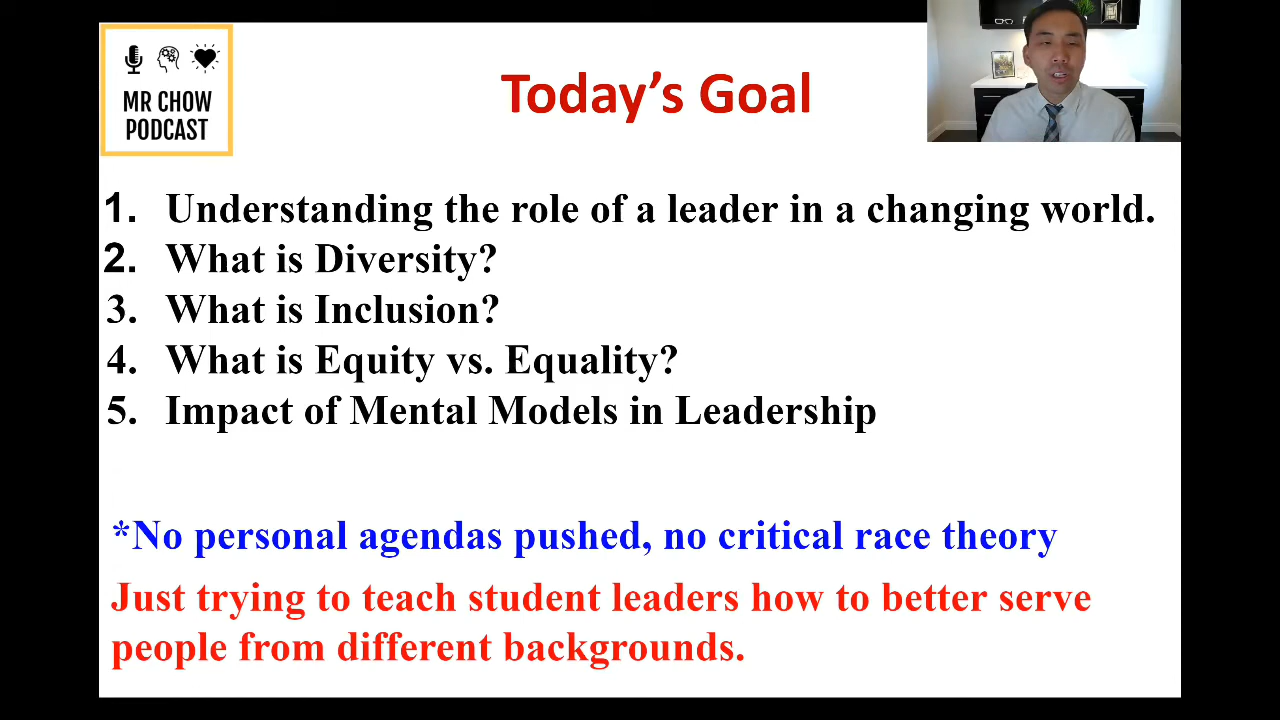 MR CHOW
PODCAST
Today’s Goal
1. Understanding the role of a leader in a changing world.
2. What is Diversity?
3. What is Inclusion?
4. What is Equity vs. Equality?
5. Impact of Mental Models in Leadership
*No personal agendas pushed, no critical race theory
Just trying to teach student leaders how to better serve
people from different backgrounds.